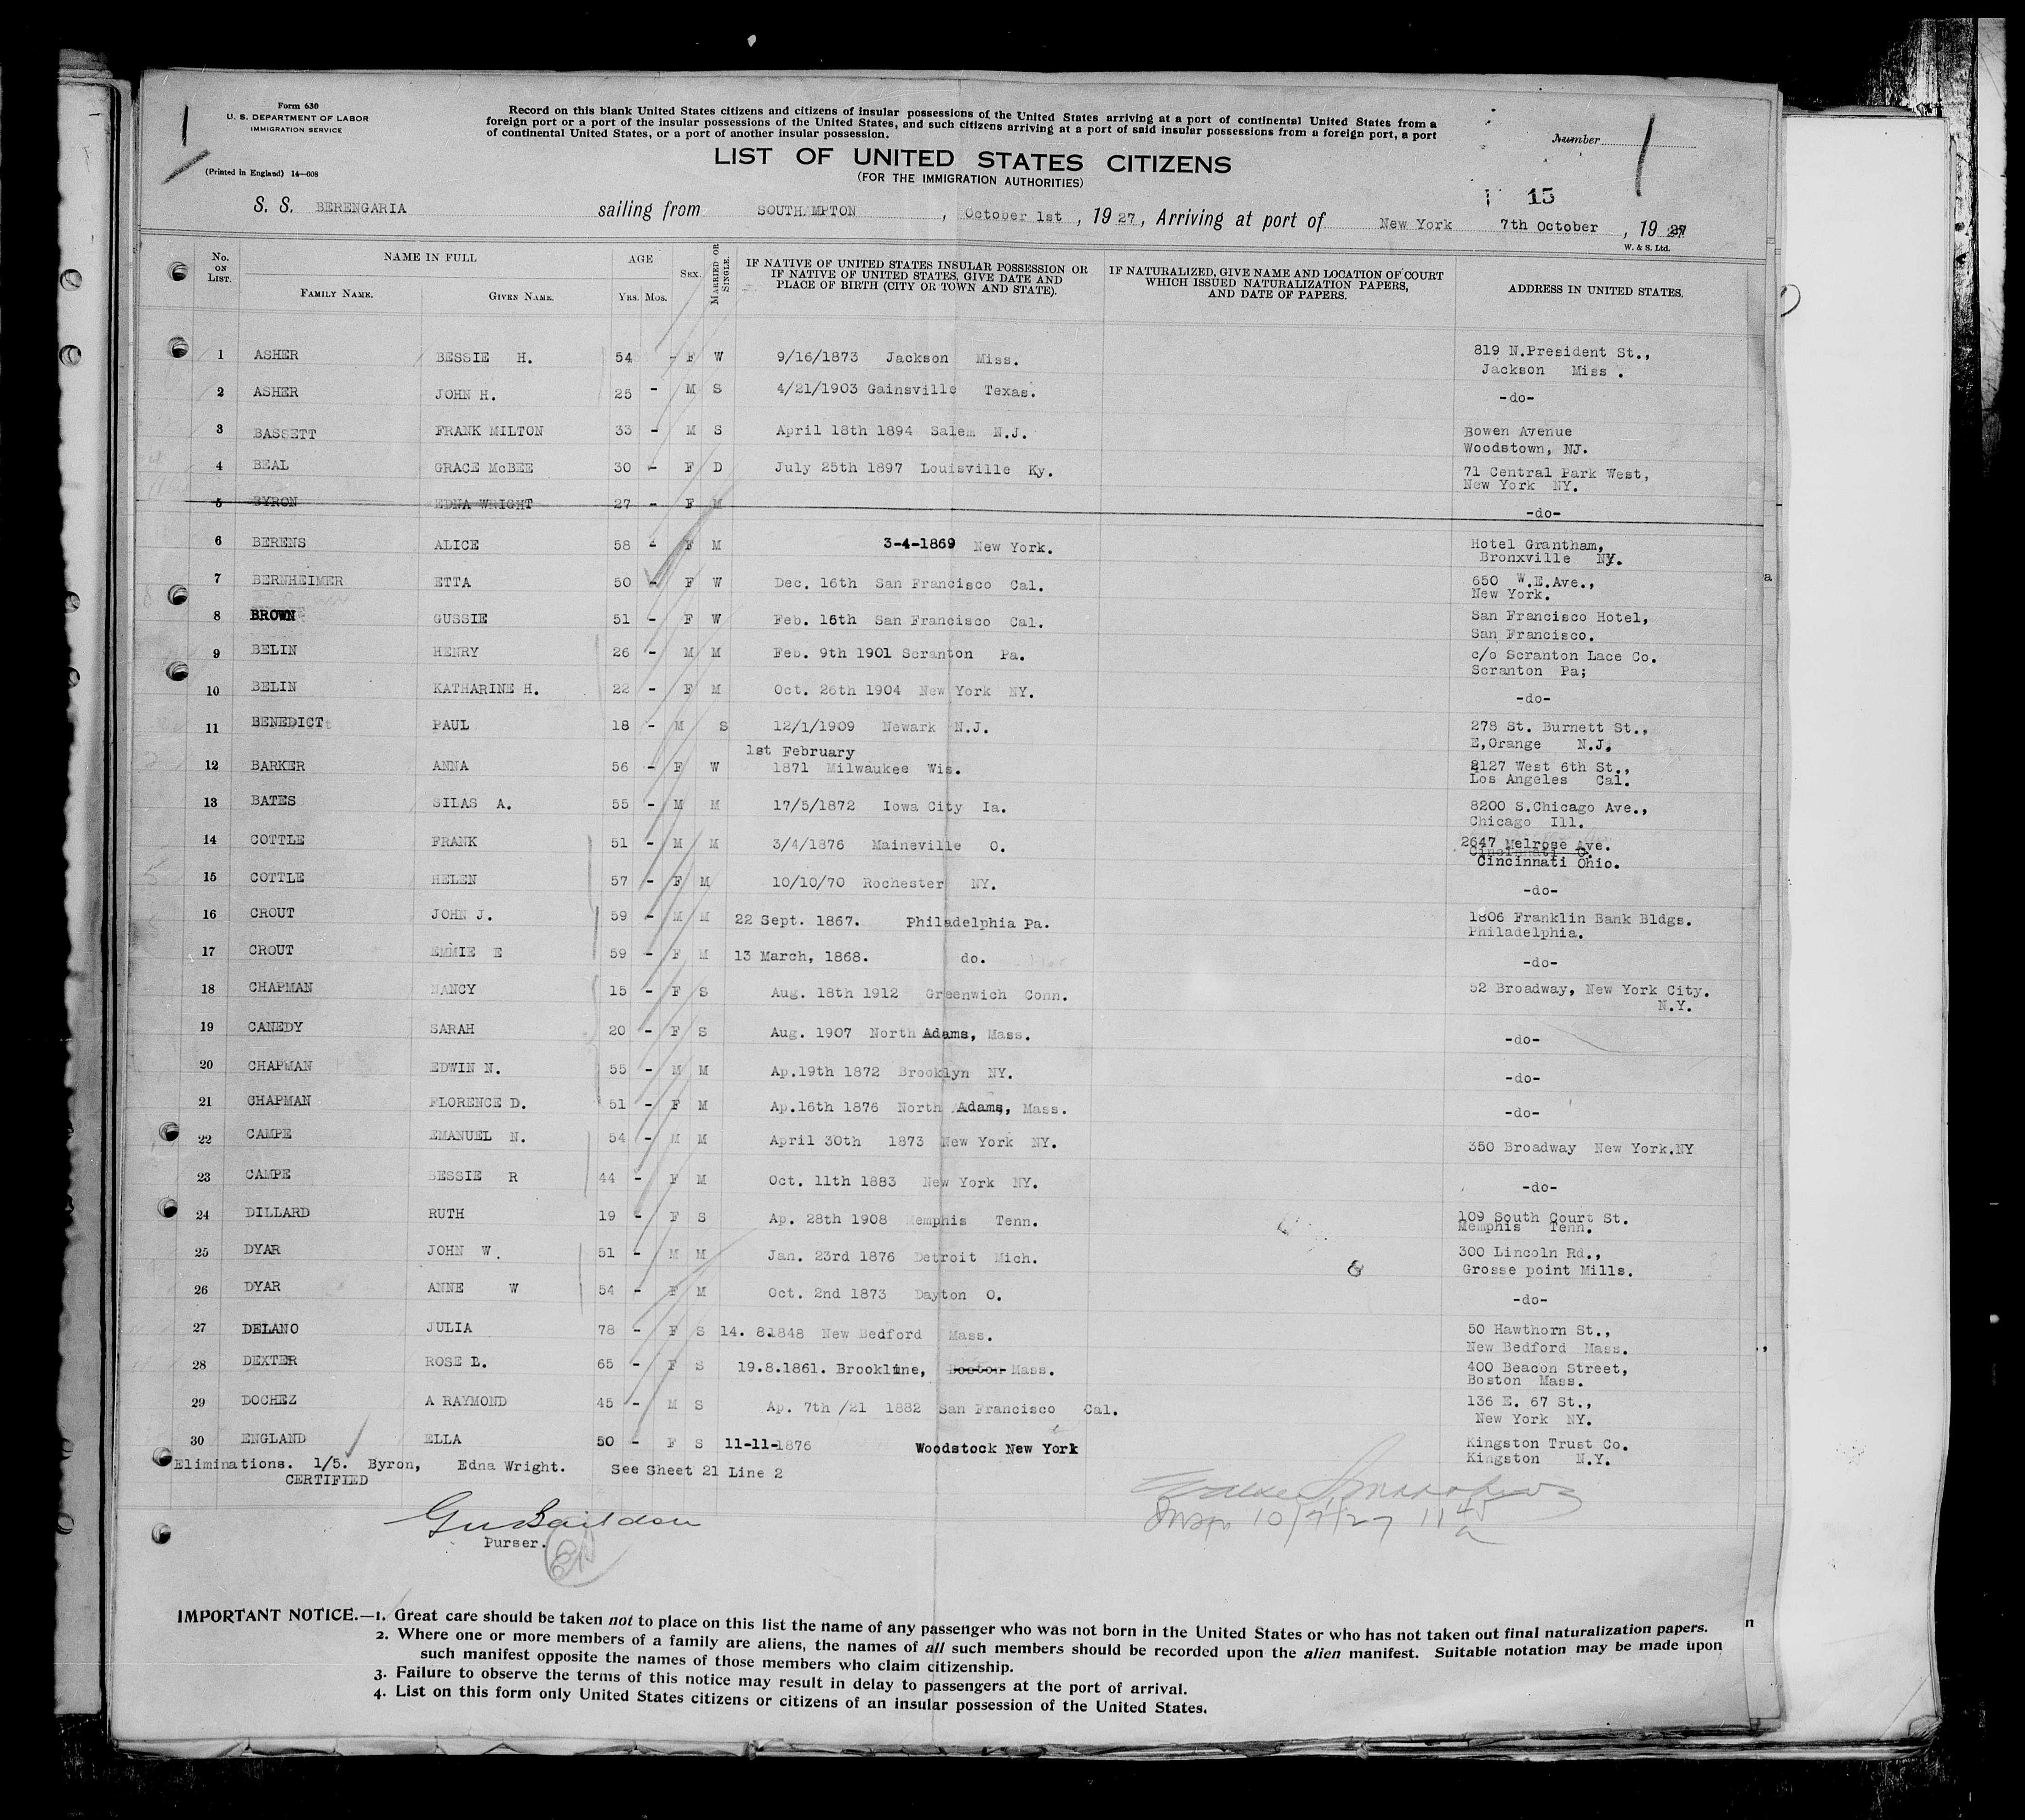 Form 630
U. S. DEPARTMENT OF LABOR
IMMIGRATION SERVICE
(Printed in England) 14—608
Record on this blank United States citizens and citizens of insular possessions of the United States arriving at a port of continental United States from a
foreign port or a port of the insular possessions of the United States, and such citizens arriving at a port of said insular possessions from a foreign port, a port
of continental United States, or a port of another insular possession.
Number
LIST OF UNITED STATES CITIZENS
(FOR THE IMMIGRATION AUTHORITIES)
15
S. S. BERENGARIA sailing from SOUTHAMPTON, October 1st, 1927, Arriving at port of New York 7th October, 1927
W. & S. Ltd.
No. ON LIST. NAME IN FULL AGE SEX. MARRIED OR SINGLE. IF NATIVE OF UNITED STATES INSULAR POSSESSION OR IF NATIVE OF UNITED STATES, GIVE DATE AND PLACE OF BIRTH (CITY OR TOWN AND STATE). IF NATURALIZED, GIVE NAME AND LOCATION OF COURT WHICH ISSUED NATURALIZATION PAPERS, AND DATE OF PAPERS. ADDRESS IN UNITED STATES.
FAMILY NAME. GIVEN NAME. YRS. MOS.
1 ASHER BESSIE H. 54 - F W 9/16/1873 Jackson Miss. 819 N.President St.,
Jackson Miss .
2 ASHER JOHN H. 25 - M S 4/21/1903 Gainsville Texas. -do-
3 BASSETT FRANK MILTON 33 - M S April 18th 1894 Salem N.J. Bowen Avenue
Woodstown, NJ.
4 BEAL GRACE McBEE 30 - F D July 25th 1897 Louisville Ky. 71 Central Park West,
New York NY.
5 BYRON EDNA WRIGHT 27 - F M -do-
6 BERENS ALICE 58 - F M 3-4-1869 New York. Hotel Grantham,
Bronxville NY.
7 BERNHEIMER ETTA 50 - F W Dec. 16th San Francisco Cal. 650 W.E.Ave.,
New York.
8 BROWN GUSSIE 51 - F W Feb. 16th San Francisco Cal. San Francisco Hotel,
San Francisco.
9 BELIN HENRY 26 - M M Feb. 9th 1901 Scranton Pa. c/o Scranton Lace Co.
Scranton Pa;
10 BELIN KATHARINE H. 22 - F M Oct. 26th 1904 New York NY. -do-
11 BENEDICT PAUL 18 - M S 12/1/1909 Newark N.J. 278 St. Burnett St.,
E,Orange N.J.
1st February
12 BARKER ANNA 56 - F W 1871 Milwaukee Wis. 2127 West 6th St.,
Los Angeles Cal.
13 BATES SILAS A. 55 - M M 17/5/1872 Iowa City Ia. 8200 S.Chicago Ave.,
Chicago Ill.
14 COTTLE FRANK 51 - M M 3/4/1876 Maineville O. 2647 Melrose Ave.
Cincinnati O.
Cincinnati Ohio.
15 COTTLE HELEN 57 - F M 10/10/70 Rochester NY. -do-
16 CROUT JOHN J. 59 - M M 22 Sept. 1867. Philadelphia Pa. 1806 Franklin Bank Bldgs.
Philadelphia.
17 CROUT EMMIE E 59 - F M 13 March, 1868. do. -do-
18 CHAPMAN NANCY 15 - F S Aug. 18th 1912 Greenwich Conn. 52 Broadway, New York City.
N.Y.
19 CANEDY SARAH 20 - F S Aug. 1907 North Adams, Mass. -do-
20 CHAPMAN EDWIN N. 55 - M M Ap.19th 1872 Brooklyn NY. -do-
21 CHAPMAN FLORENCE D. 51 - F M Ap.16th 1876 North Adams, Mass. -do-
22 CAMPE EMANUEL N. 54 - M M April 30th 1873 New York NY. 350 Broadway New York.NY
23 CAMPE BESSIE R 44 - F M Oct. 11th 1883 New York NY. -do-
24 DILLARD RUTH 19 - F S Ap. 28th 1908 Memphis Tenn. 109 South Court St.
Memphis Tenn.
25 DYAR JOHN W. 51 - M M Jan. 23rd 1876 Detroit Mich. 300 Lincoln Rd.,
Grosse point Mills.
26 DYAR ANNE W 54 - F M Oct. 2nd 1873 Dayton O. -do-
27 DELANO JULIA 78 - F S 14. 8.1848 New Bedford Mass. 50 Hawthorn St.,
New Bedford Mass.
28 DEXTER ROSE L. 65 - F S 19.8.1861. Brookline, Boston Mass. 400 Beacon Street,
Boston Mass.
29 DOCHEZ A RAYMOND 45 - M S Ap. 7th /21 1882 San Francisco Cal. 136 E. 67 St.,
New York NY.
30 ENGLAND ELLA 50 - F S 11-11-1876 Woodstock New York Kingston Trust Co.
Kingston N.Y.
Eliminations. 1/5. Byron, Edna Wright. See Sheet 21 Line 2
CERTIFIED
10/7/27
Purser.
IMPORTANT NOTICE.—1. Great care should be taken not to place on this list the name of any passenger who was not born in the United States or who has not taken out final naturalization papers.
2. Where one or more members of a family are aliens, the names of all such members should be recorded upon the alien manifest. Suitable notation may be made upon
such manifest opposite the names of those members who claim citizenship.
3. Failure to observe the terms of this notice may result in delay to passengers at the port of arrival.
4. List on this form only United States citizens or citizens of an insular possession of the United States.